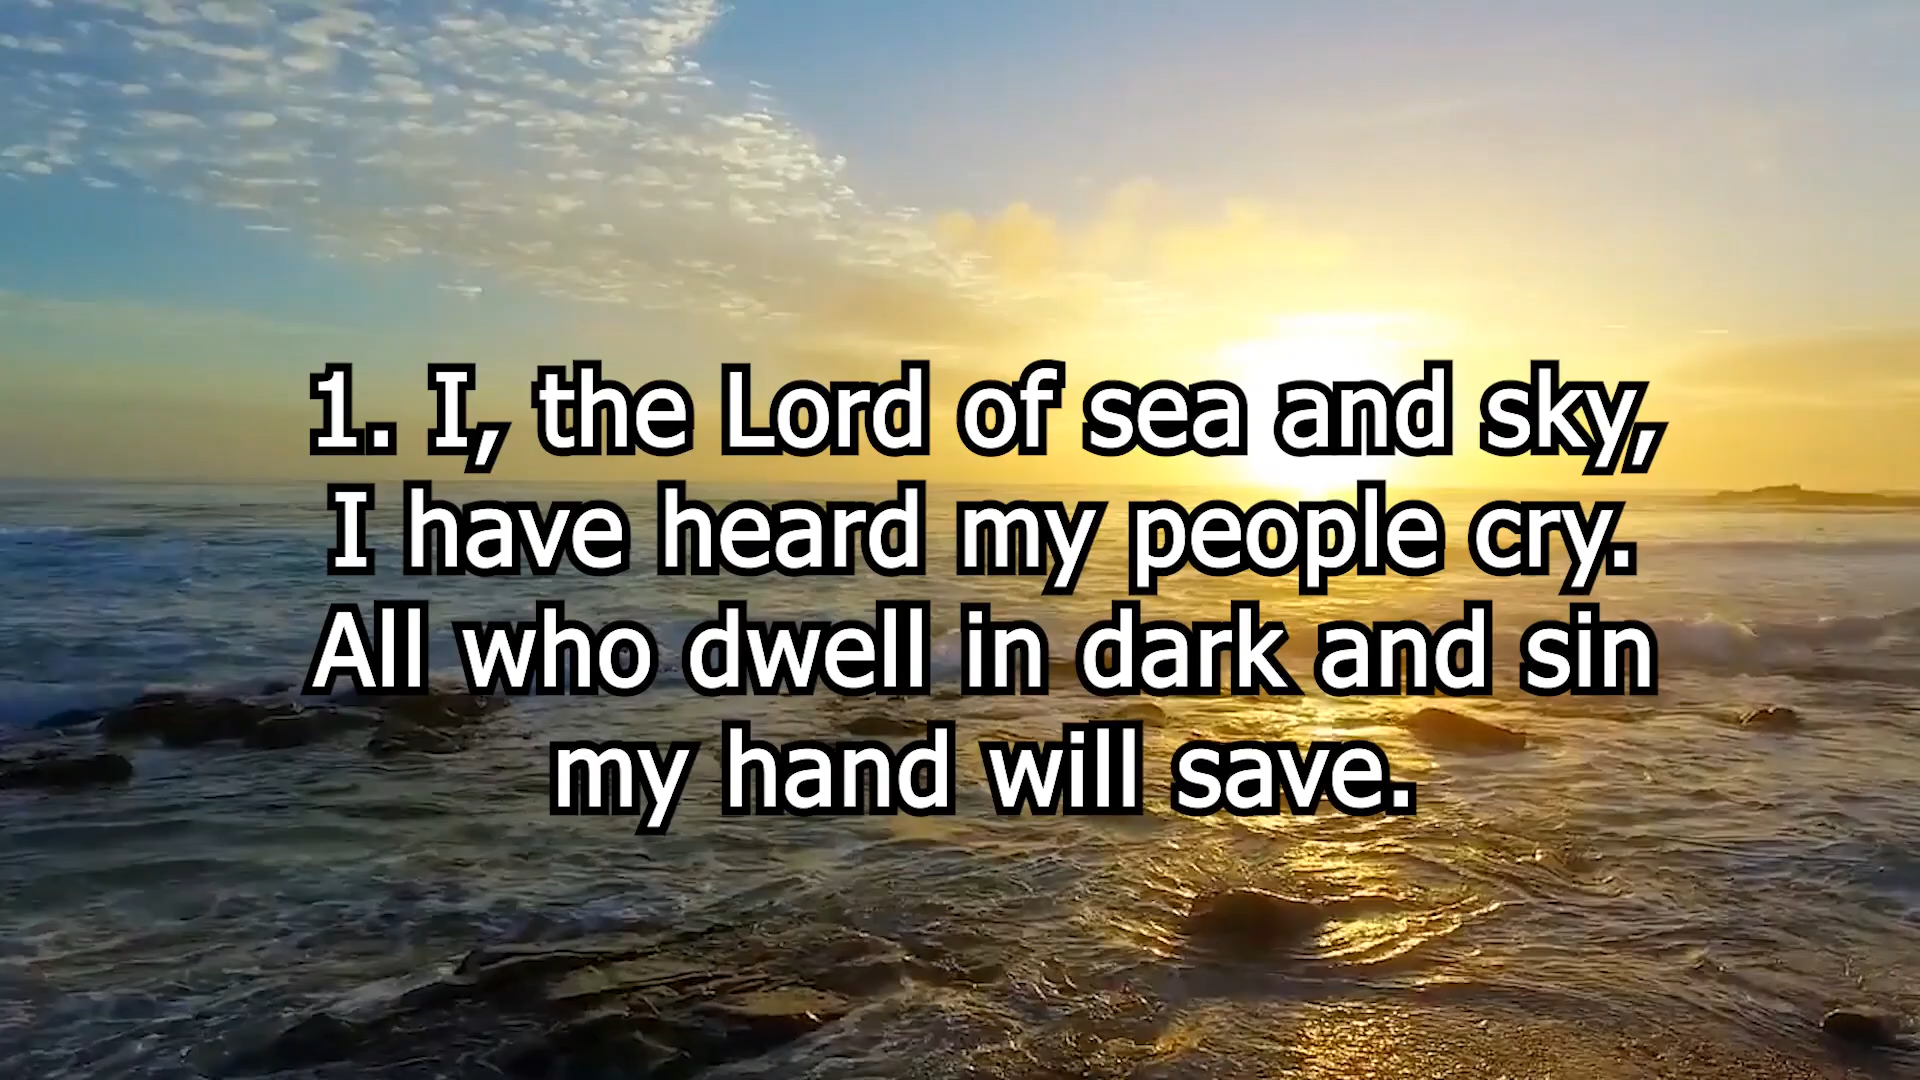 1. I, the Lord of sea and sky,
I have heard my people cry.
All who dwell in dark and sin
my hand will save.